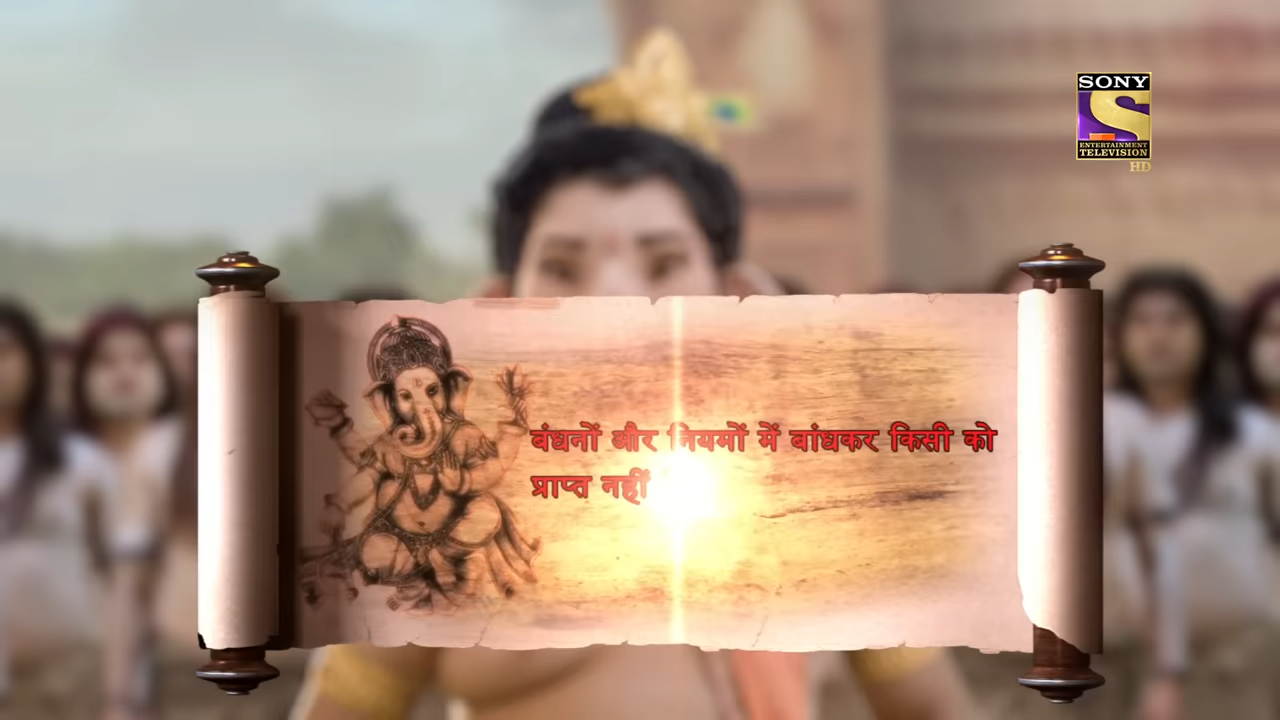 SONY
ENTERTAINMENT
TELEVISION
HD
बंधनों और नियमों में बांधकर किसी को
प्राप्त नहीं